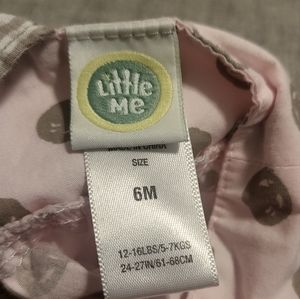 little
me
MADE IN CHINA
SIZE
6M
12-16LBS/5-7KGS
24-27IN/61-68CM